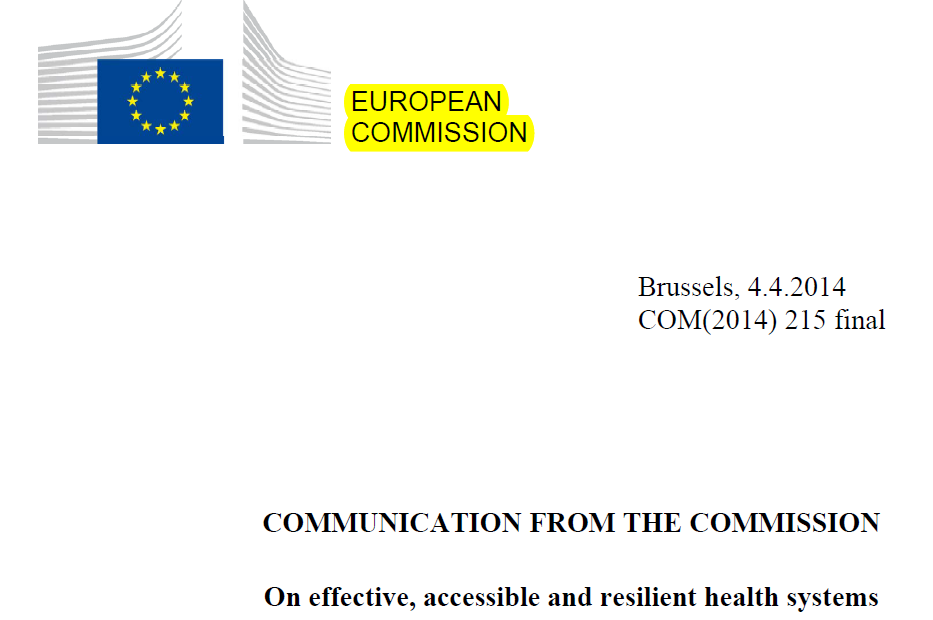 EUROPEAN
COMMISSION
Brussels, 4.4.2014
COM(2014) 215 final
COMMUNICATION FROM THE COMMISSION
On effective, accessible and resilient health systems